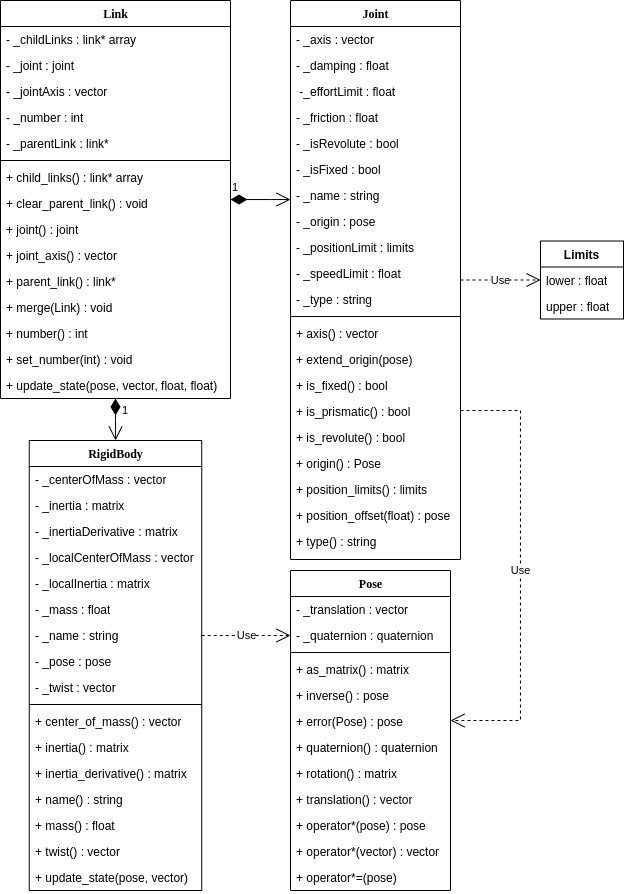 Link
- _childLinks : link* array
- _joint : joint
- _jointAxis : vector
- _number : int
- _parentLink : link*
+ child_links() : link* array
+ clear_parent_link() : void
+ joint() : joint
+ joint_axis() : vector
+ parent_link() : link*
+ merge(Link) : void
+ number() : int
+ set_number(int) : void
+ update_state(pose, vector, float, float)
1
1
Joint
- _axis : vector
- _damping : float
-_effortLimit : float
- _friction : float
- _isRevolute : bool
- _isFixed : bool
- _name : string
- _origin : pose
- _positionLimit : limits
- _speedLimit : float
- _type : string
+ axis() : vector
+ extend_origin(pose)
+ is_fixed() : bool
+ is_prismatic() : bool
+ is_revolute() : bool
+ origin() : Pose
+ position_limits() : limits
+ position_offset(float) : pose
+ type() : string
Use
Limits
lower : float
upper : float
Use
RigidBody
- _centerOfMass : vector
- _inertia : matrix
- _inertiaDerivative : matrix
- _localCenterOfMass : vector
- _localInertia : matrix
- _mass : float
- _name : string
- _pose : pose
- _twist : vector
+ center_of_mass() : vector
+ inertia() : matrix
+ inertia_derivative() : matrix
+ name() : string
+ mass() : float
+ twist() : vector
+ update_state(pose, vector)
Use
Pose
- _translation : vector
- _quaternion : quaternion
+ as_matrix() : matrix
+ inverse() : pose
+ error(Pose) : pose
+ quaternion() : quaternion
+ rotation() : matrix
+ translation() : vector
+ operator*(pose) : pose
+ operator*(vector) : vector
+ operator*=(pose)